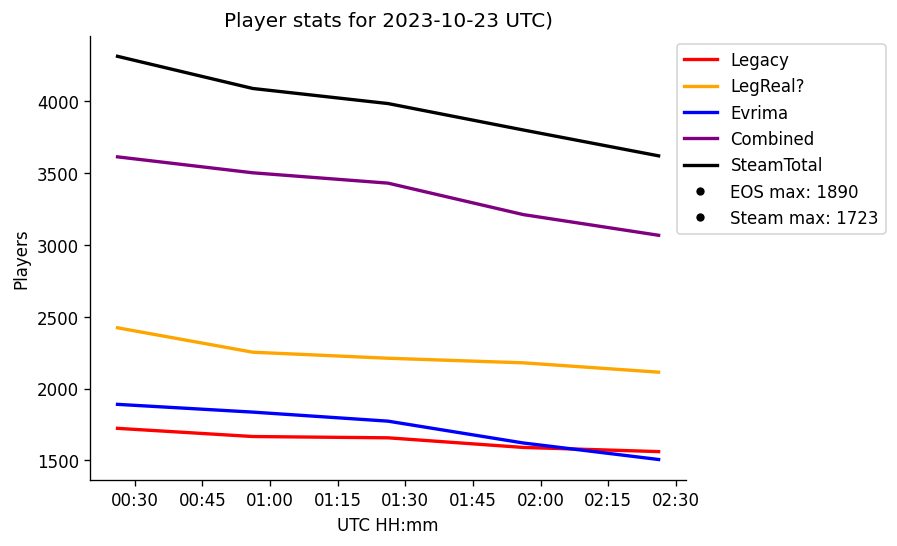 Player stats for 2023-10-23 UTC)
Legacy
LegReal?
Evrima
Combined
SteamTotal
EOS max: 1890
Steam max: 1723
Players
4000
3500
3000
2500
2000
1500
00:30 00:45 01:00 01:15 01:30 01:45 02:00 02:15 02:30
UTC HH:mm